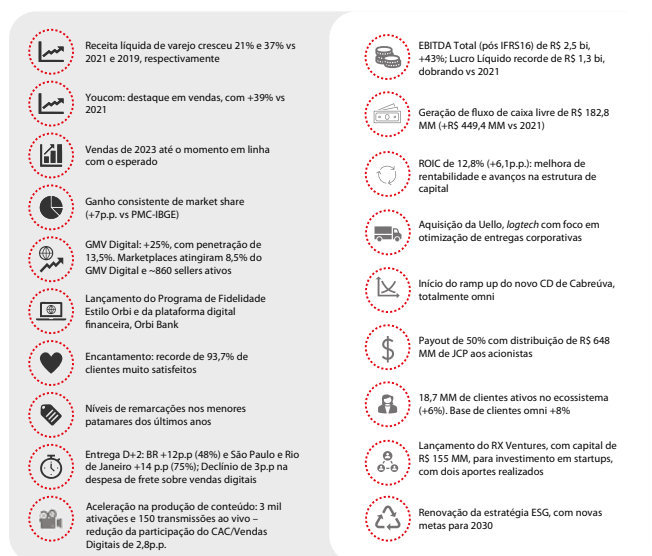 Receita líquida de varejo cresceu 21% e 37% vs
2021 e 2019, respectivamente
Youcom: destaque em vendas, com +39% vs
2021
Vendas de 2023 até o momento em linha
com o esperado
Ganho consistente de market share
(+7p.p. vs PMC-IBGE)
GMV Digital: +25%, com penetração de
13,5%. Marketplaces atingiram 8,5% do
GMV Digital e ~860 sellers ativos
Lançamento do Programa de Fidelidade
Estilo Orbi e da plataforma digital
financeira, Orbi Bank
Encantamento: recorde de 93,7% de
clientes muito satisfeitos
Níveis de remarcações nos menores
patamares dos últimos anos
Entrega D+2: BR +12p.p (48%) e São Paulo e Rio
de Janeiro +14 p.p (75%); Declínio de 3p.p na
despesa de frete sobre vendas digitais
Aceleração na produção de conteúdo: 3 mil
ativações e 150 transmissões ao vivo –
redução da participação do CAC/Vendas
Digitais de 2,8p.p.
EBITDA Total (pós IFRS16) de R$ 2,5 bi,
+43%; Lucro Líquido recorde de R$ 1,3 bi,
dobrando vs 2021
Geração de fluxo de caixa livre de R$ 182,8
MM (+R$ 449,4 MM vs 2021)
ROIC de 12,8% (+6,1p.p.): melhora de
rentabilidade e avanços na estrutura de
capital
Aquisição da Uello, logtech com foco em
otimização de entregas corporativas
Início do ramp up do novo CD de Cabreúva,
totalmente omni
Payout de 50% com distribuição de R$ 648
MM de JCP aos acionistas
18,7 MM de clientes ativos no ecossistema
(+6%). Base de clientes omni +8%
Lançamento do RX Ventures, com capital de
R$ 155 MM, para investimento em startups,
com dois aportes realizados
Renovação da estratégia ESG, com novas
metas para 2030